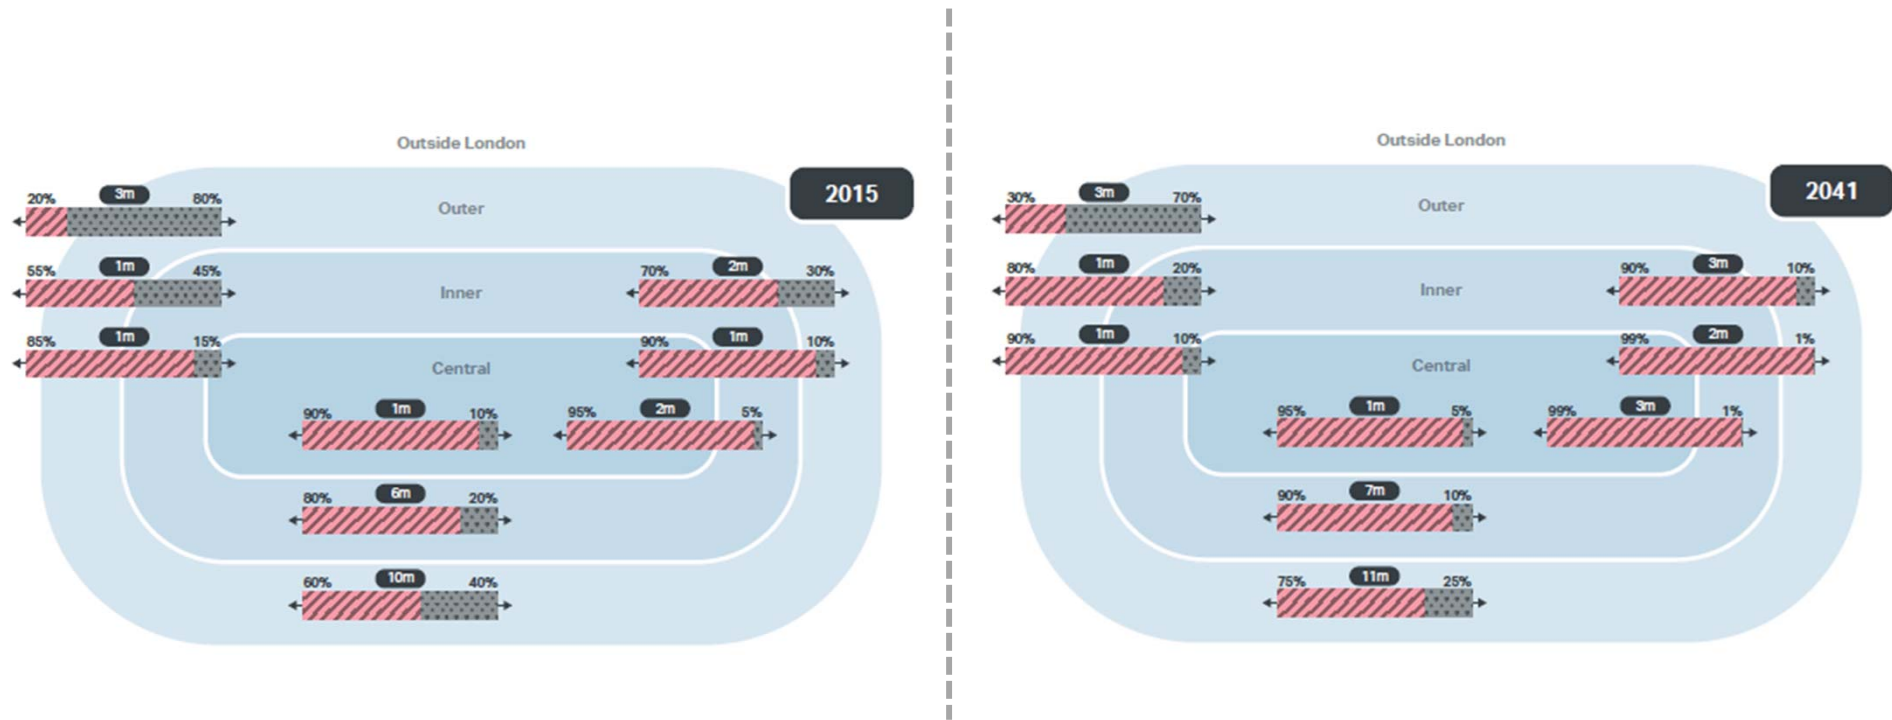 Outside London
2015
Outer
20% 3m 80%
55% 1m 45%
Inner
70% 2m 30%
85% 1m 15%
90% 1m 10%
Central
90% 1m 10%
95% 2m 5%
80% 6m 20%
60% 10m 40%
Outside London
2041
Outer
30% 3m 70%
80% 1m 20%
Inner
90% 3m 10%
90% 1m 10%
99% 2m 1%
Central
95% 1m 5%
99% 3m 1%
90% 7m 10%
75% 11m 25%